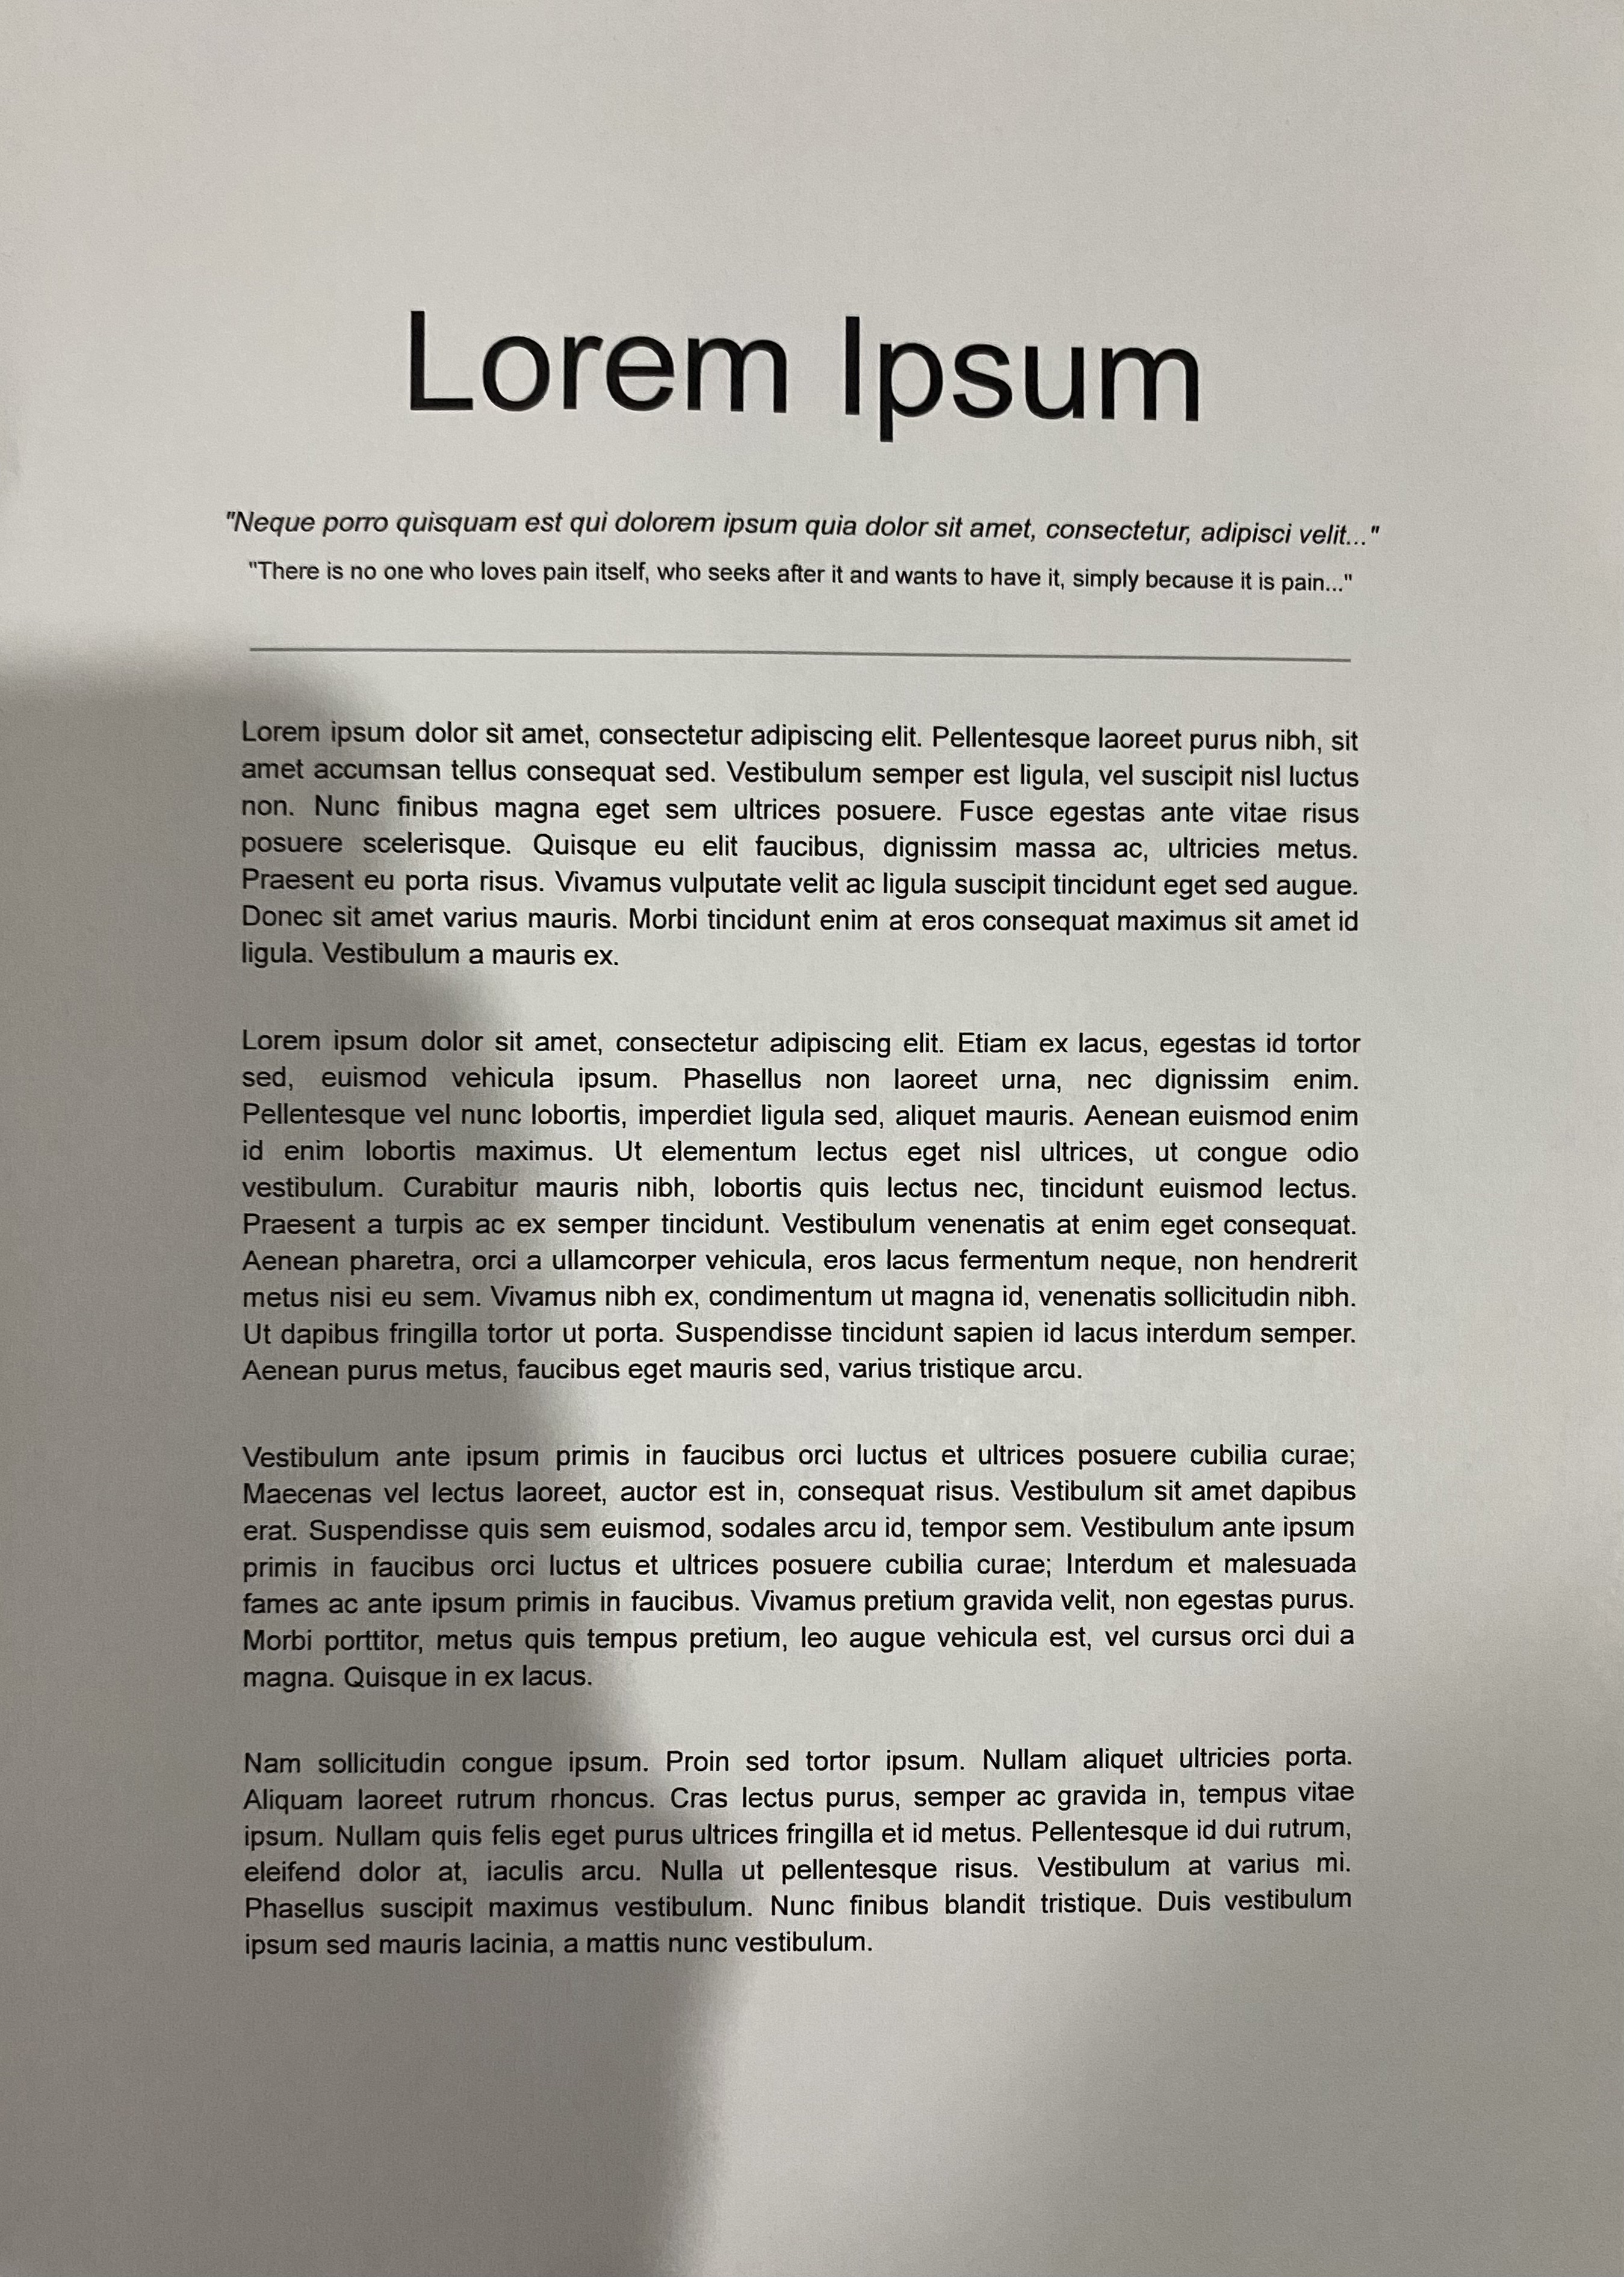 Lorem Ipsum
"Neque porro quisquam est qui dolorem ipsum quia dolor sit amet, consectetur, adipisci velit..."
"There is no one who loves pain itself, who seeks after it and wants to have it, simply because it is pain..."
Lorem ipsum dolor sit amet, consectetur adipiscing elit. Pellentesque laoreet purus nibh, sit
amet accumsan tellus consequat sed. Vestibulum semper est ligula, vel suscipit nisl luctus
non. Nunc finibus magna eget sem ultrices posuere. Fusce egestas ante vitae risus
posuere scelerisque. Quisque eu elit faucibus, dignissim massa ac, ultricies metus.
Praesent eu porta risus. Vivamus vulputate velit ac ligula suscipit tincidunt eget sed augue.
Donec sit amet varius mauris. Morbi tincidunt enim at eros consequat maximus sit amet id
ligula. Vestibulum a mauris ex.
Lorem ipsum dolor sit amet, consectetur adipiscing elit. Etiam ex lacus, egestas id tortor
sed, euismod vehicula ipsum. Phasellus non laoreet urna, nec dignissim enim.
Pellentesque vel nunc lobortis, imperdiet ligula sed, aliquet mauris. Aenean euismod enim
id enim lobortis maximus. Ut elementum lectus eget nisl ultrices, ut congue odio
vestibulum. Curabitur mauris nibh, lobortis quis lectus nec, tincidunt euismod lectus.
Praesent a turpis ac ex semper tincidunt. Vestibulum venenatis at enim eget consequat.
Aenean pharetra, orci a ullamcorper vehicula, eros lacus fermentum neque, non hendrerit
metus nisi eu sem. Vivamus nibh ex, condimentum ut magna id, venenatis sollicitudin nibh.
Ut dapibus fringilla tortor ut porta. Suspendisse tincidunt sapien id lacus interdum semper.
Aenean purus metus, faucibus eget mauris sed, varius tristique arcu.
Vestibulum ante ipsum primis in faucibus orci luctus et ultrices posuere cubilia curae;
Maecenas vel lectus laoreet, auctor est in, consequat risus. Vestibulum sit amet dapibus
erat. Suspendisse quis sem euismod, sodales arcu id, tempor sem. Vestibulum ante ipsum
primis in faucibus orci luctus et ultrices posuere cubilia curae; Interdum et malesuada
fames ac ante ipsum primis in faucibus. Vivamus pretium gravida velit, non egestas purus.
Morbi porttitor, metus quis tempus pretium, leo augue vehicula est, vel cursus orci dui a
magna. Quisque in ex lacus.
Nam sollicitudin congue ipsum. Proin sed tortor ipsum. Nullam aliquet ultricies porta.
Aliquam laoreet rutrum rhoncus. Cras lectus purus, semper ac gravida in, tempus vitae
ipsum. Nullam quis felis eget purus ultrices fringilla et id metus. Pellentesque id dui rutrum,
eleifend dolor at, iaculis arcu. Nulla ut pellentesque risus. Vestibulum at varius mi.
Phasellus suscipit maximus vestibulum. Nunc finibus blandit tristique. Duis vestibulum
ipsum sed mauris lacinia, a mattis nunc vestibulum.